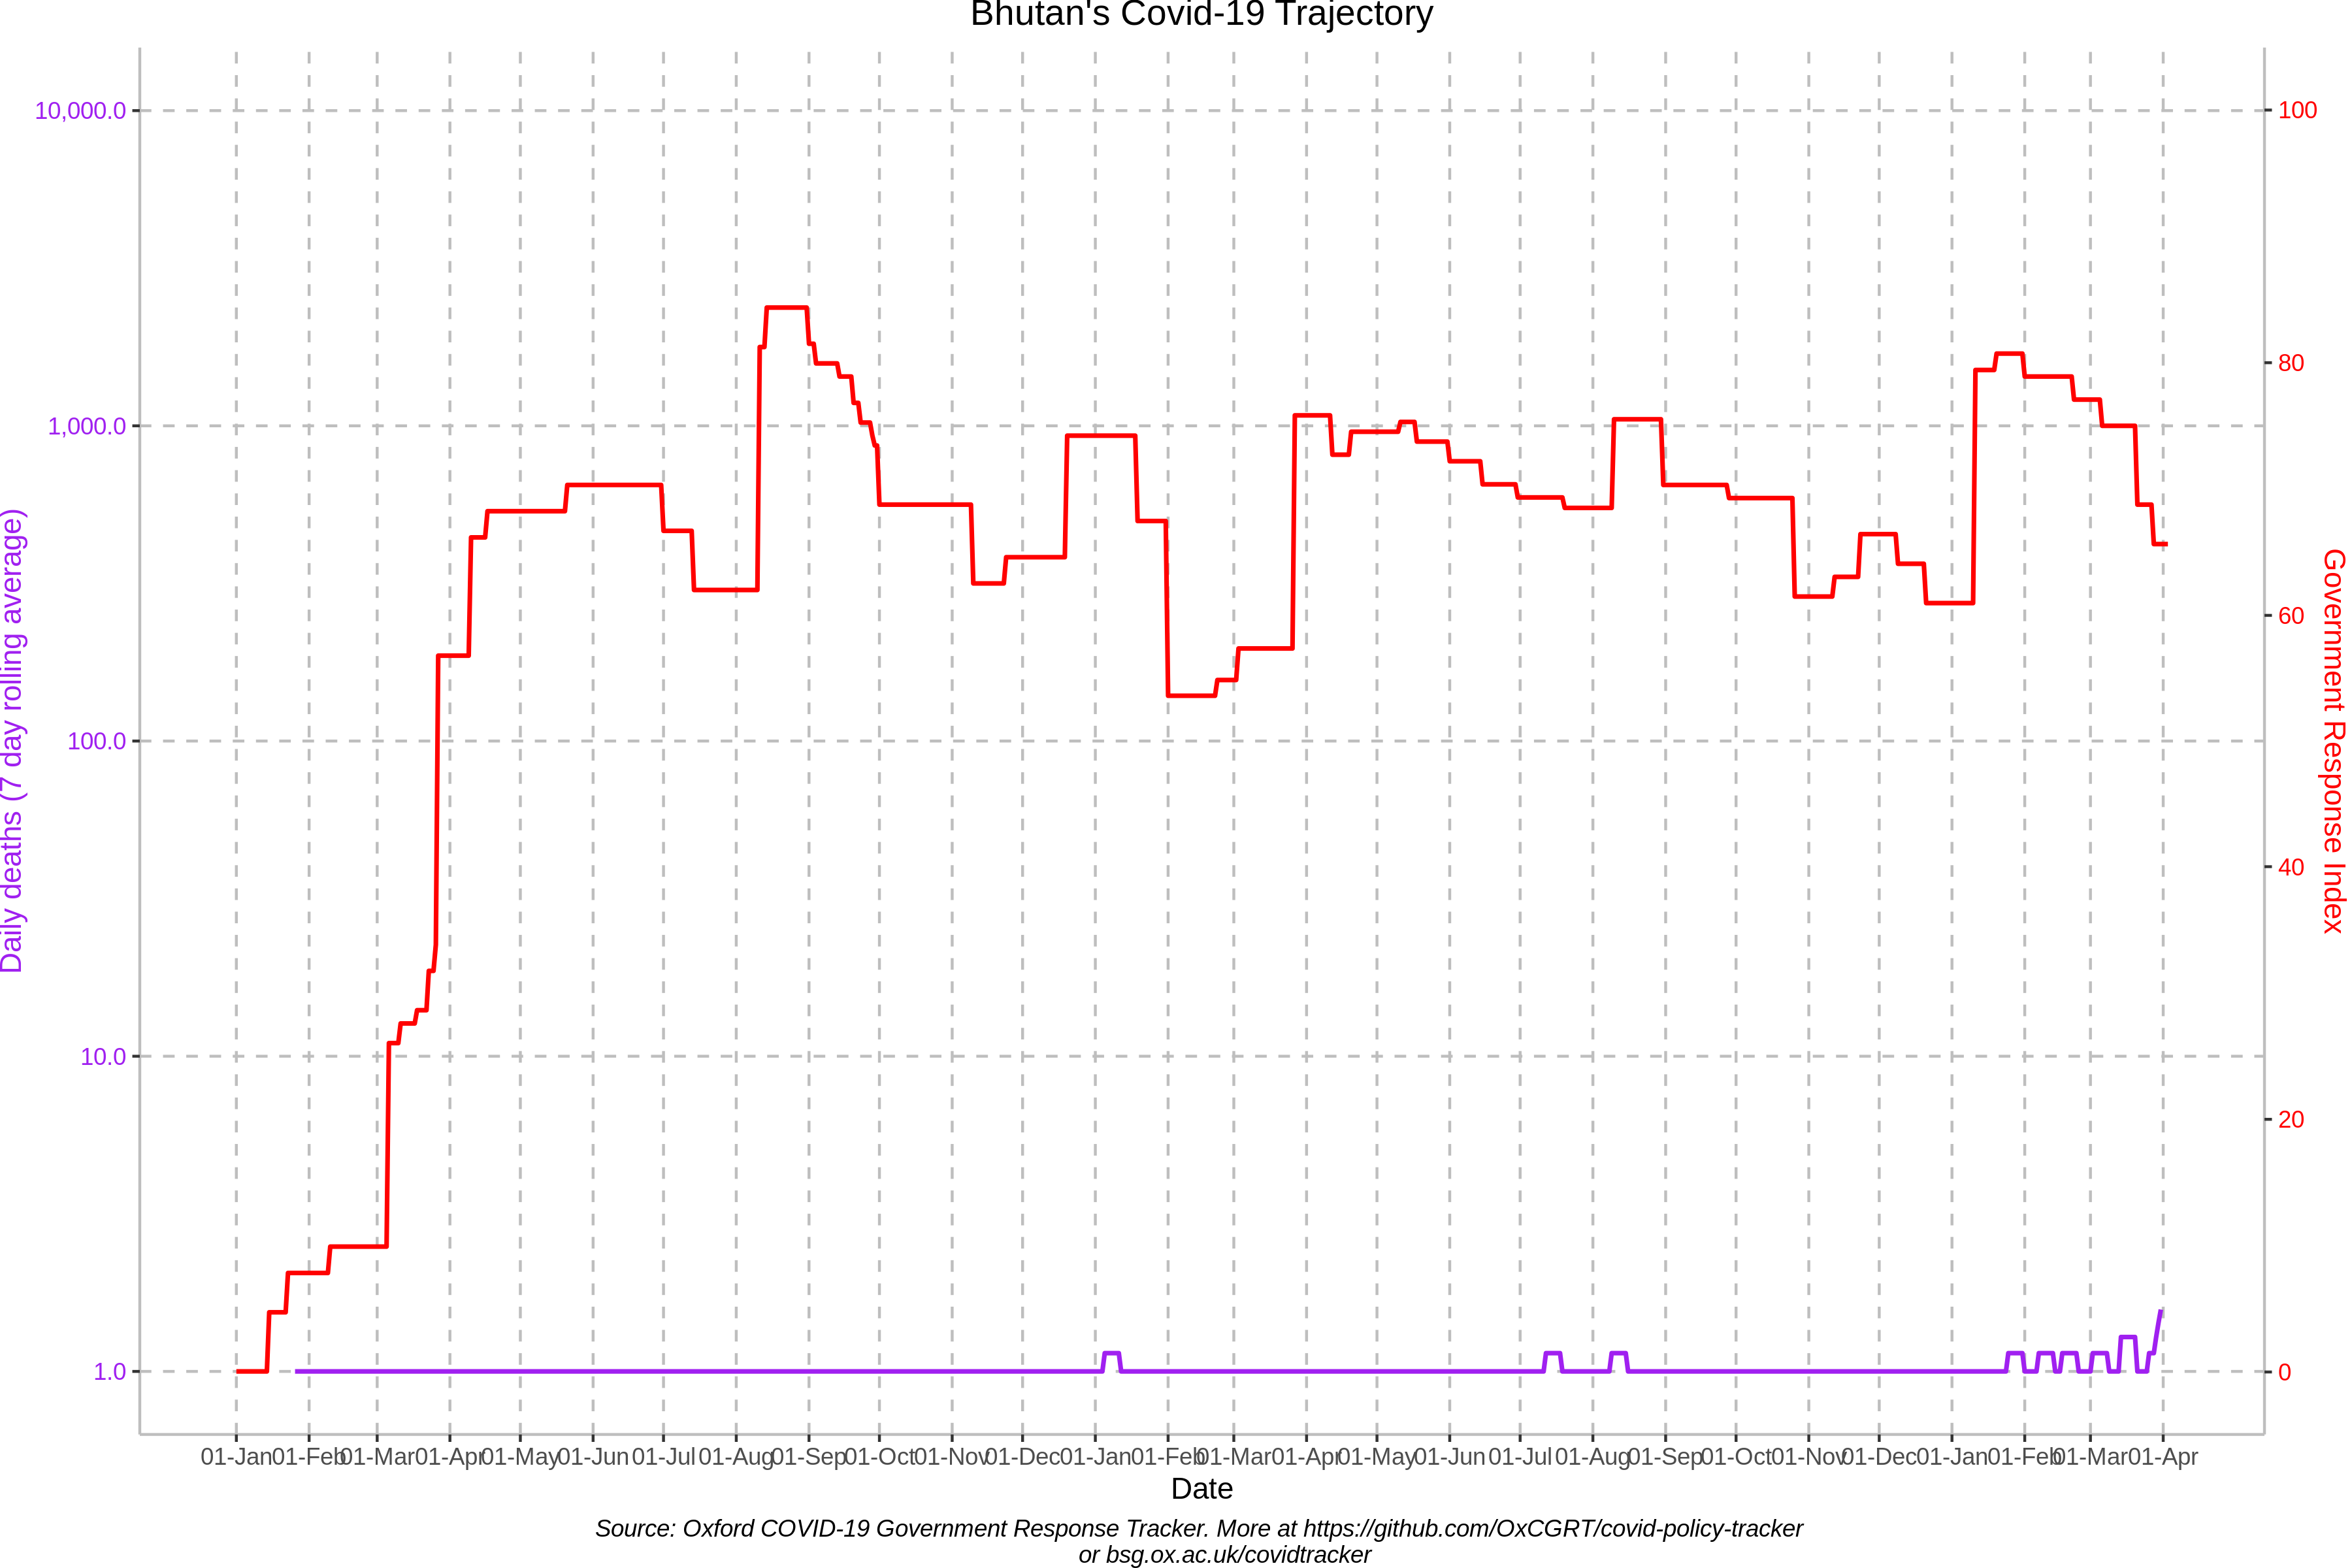 Bhutan's Covid-19 Trajectory
10,000.0
1,000.0
100.0
10.0
1.0
Daily deaths (7 day rolling average)
100
80
60
40
20
0
Government Response Index
01-Jan 01-Feb 01-Mar 01-Apr 01-May 01-Jun 01-Jul 01-Aug 01-Sep 01-Oct 01-Nov 01-Dec 01-Jan 01-Feb 01-Mar 01-Apr 01-May 01-Jun 01-Jul 01-Aug 01-Sep 01-Oct 01-Nov 01-Dec 01-Jan 01-Feb 01-Mar 01-Apr
Date
Source: Oxford COVID-19 Government Response Tracker. More at https://github.com/OxCGRT/covid-policy-tracker
or bsg.ox.ac.uk/covidtracker